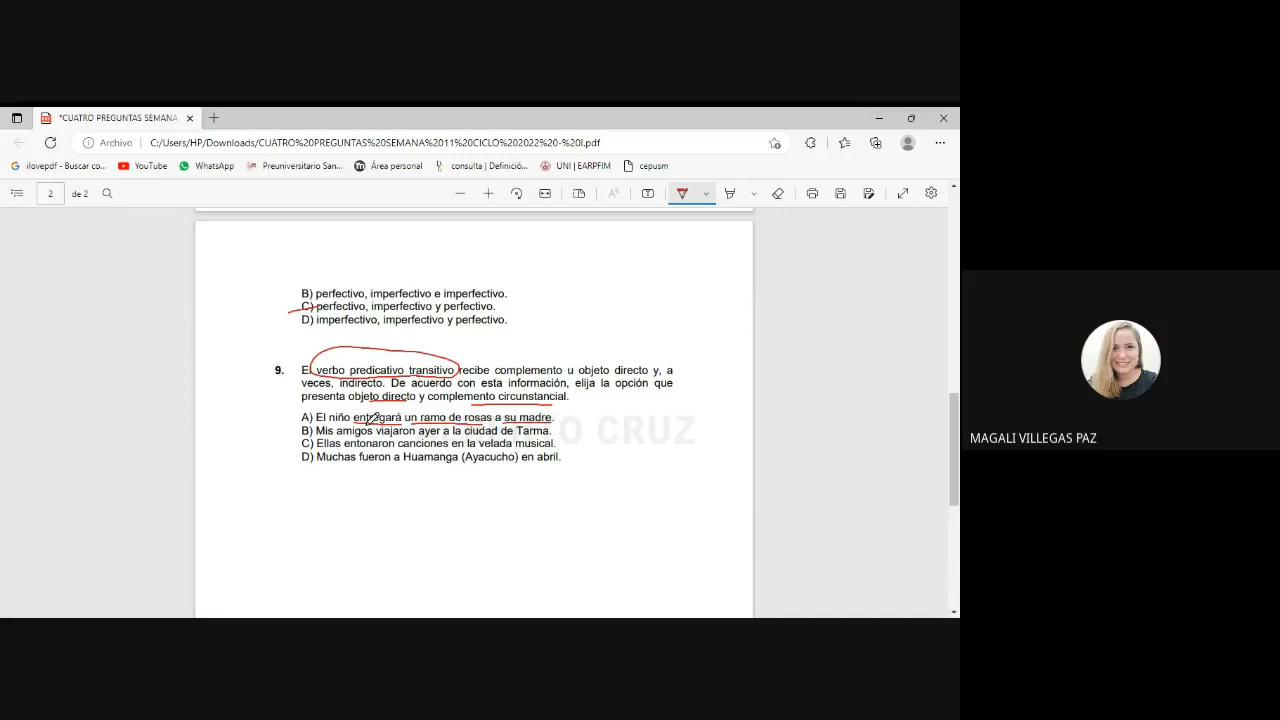 *CUATRO PREGUNTAS SEMANA
Archivo
C:/Users/HP/Downloads/CUATRO%20PREGUNTAS%20SEMANA%2011%20CICLO%202022%20-%20I.pdf
ilovepdf - Buscar co...
YouTube
WhatsApp
Preuniversitario San...
Área personal
consulta | Definició...
UNI | EARPFIM
cepusm
2
de 2
B) perfectivo, imperfectivo e imperfectivo.
C) perfectivo, imperfectivo y perfectivo.
D) imperfectivo, imperfectivo y perfectivo.
9. El verbo predicativo transitivo recibe complemento u objeto directo y, a
veces, indirecto. De acuerdo con esta información, elija la opción que
presenta objeto directo y complemento circunstancial.
A) El niño entregará un ramo de rosas a su madre.
B) Mis amigos viajaron ayer a la ciudad de Tarma.
C) Ellas entonaron canciones en la velada musical.
D) Muchas fueron a Huamanga (Ayacucho) en abril.
O CRUZ
MAGALI VILLEGAS PAZ